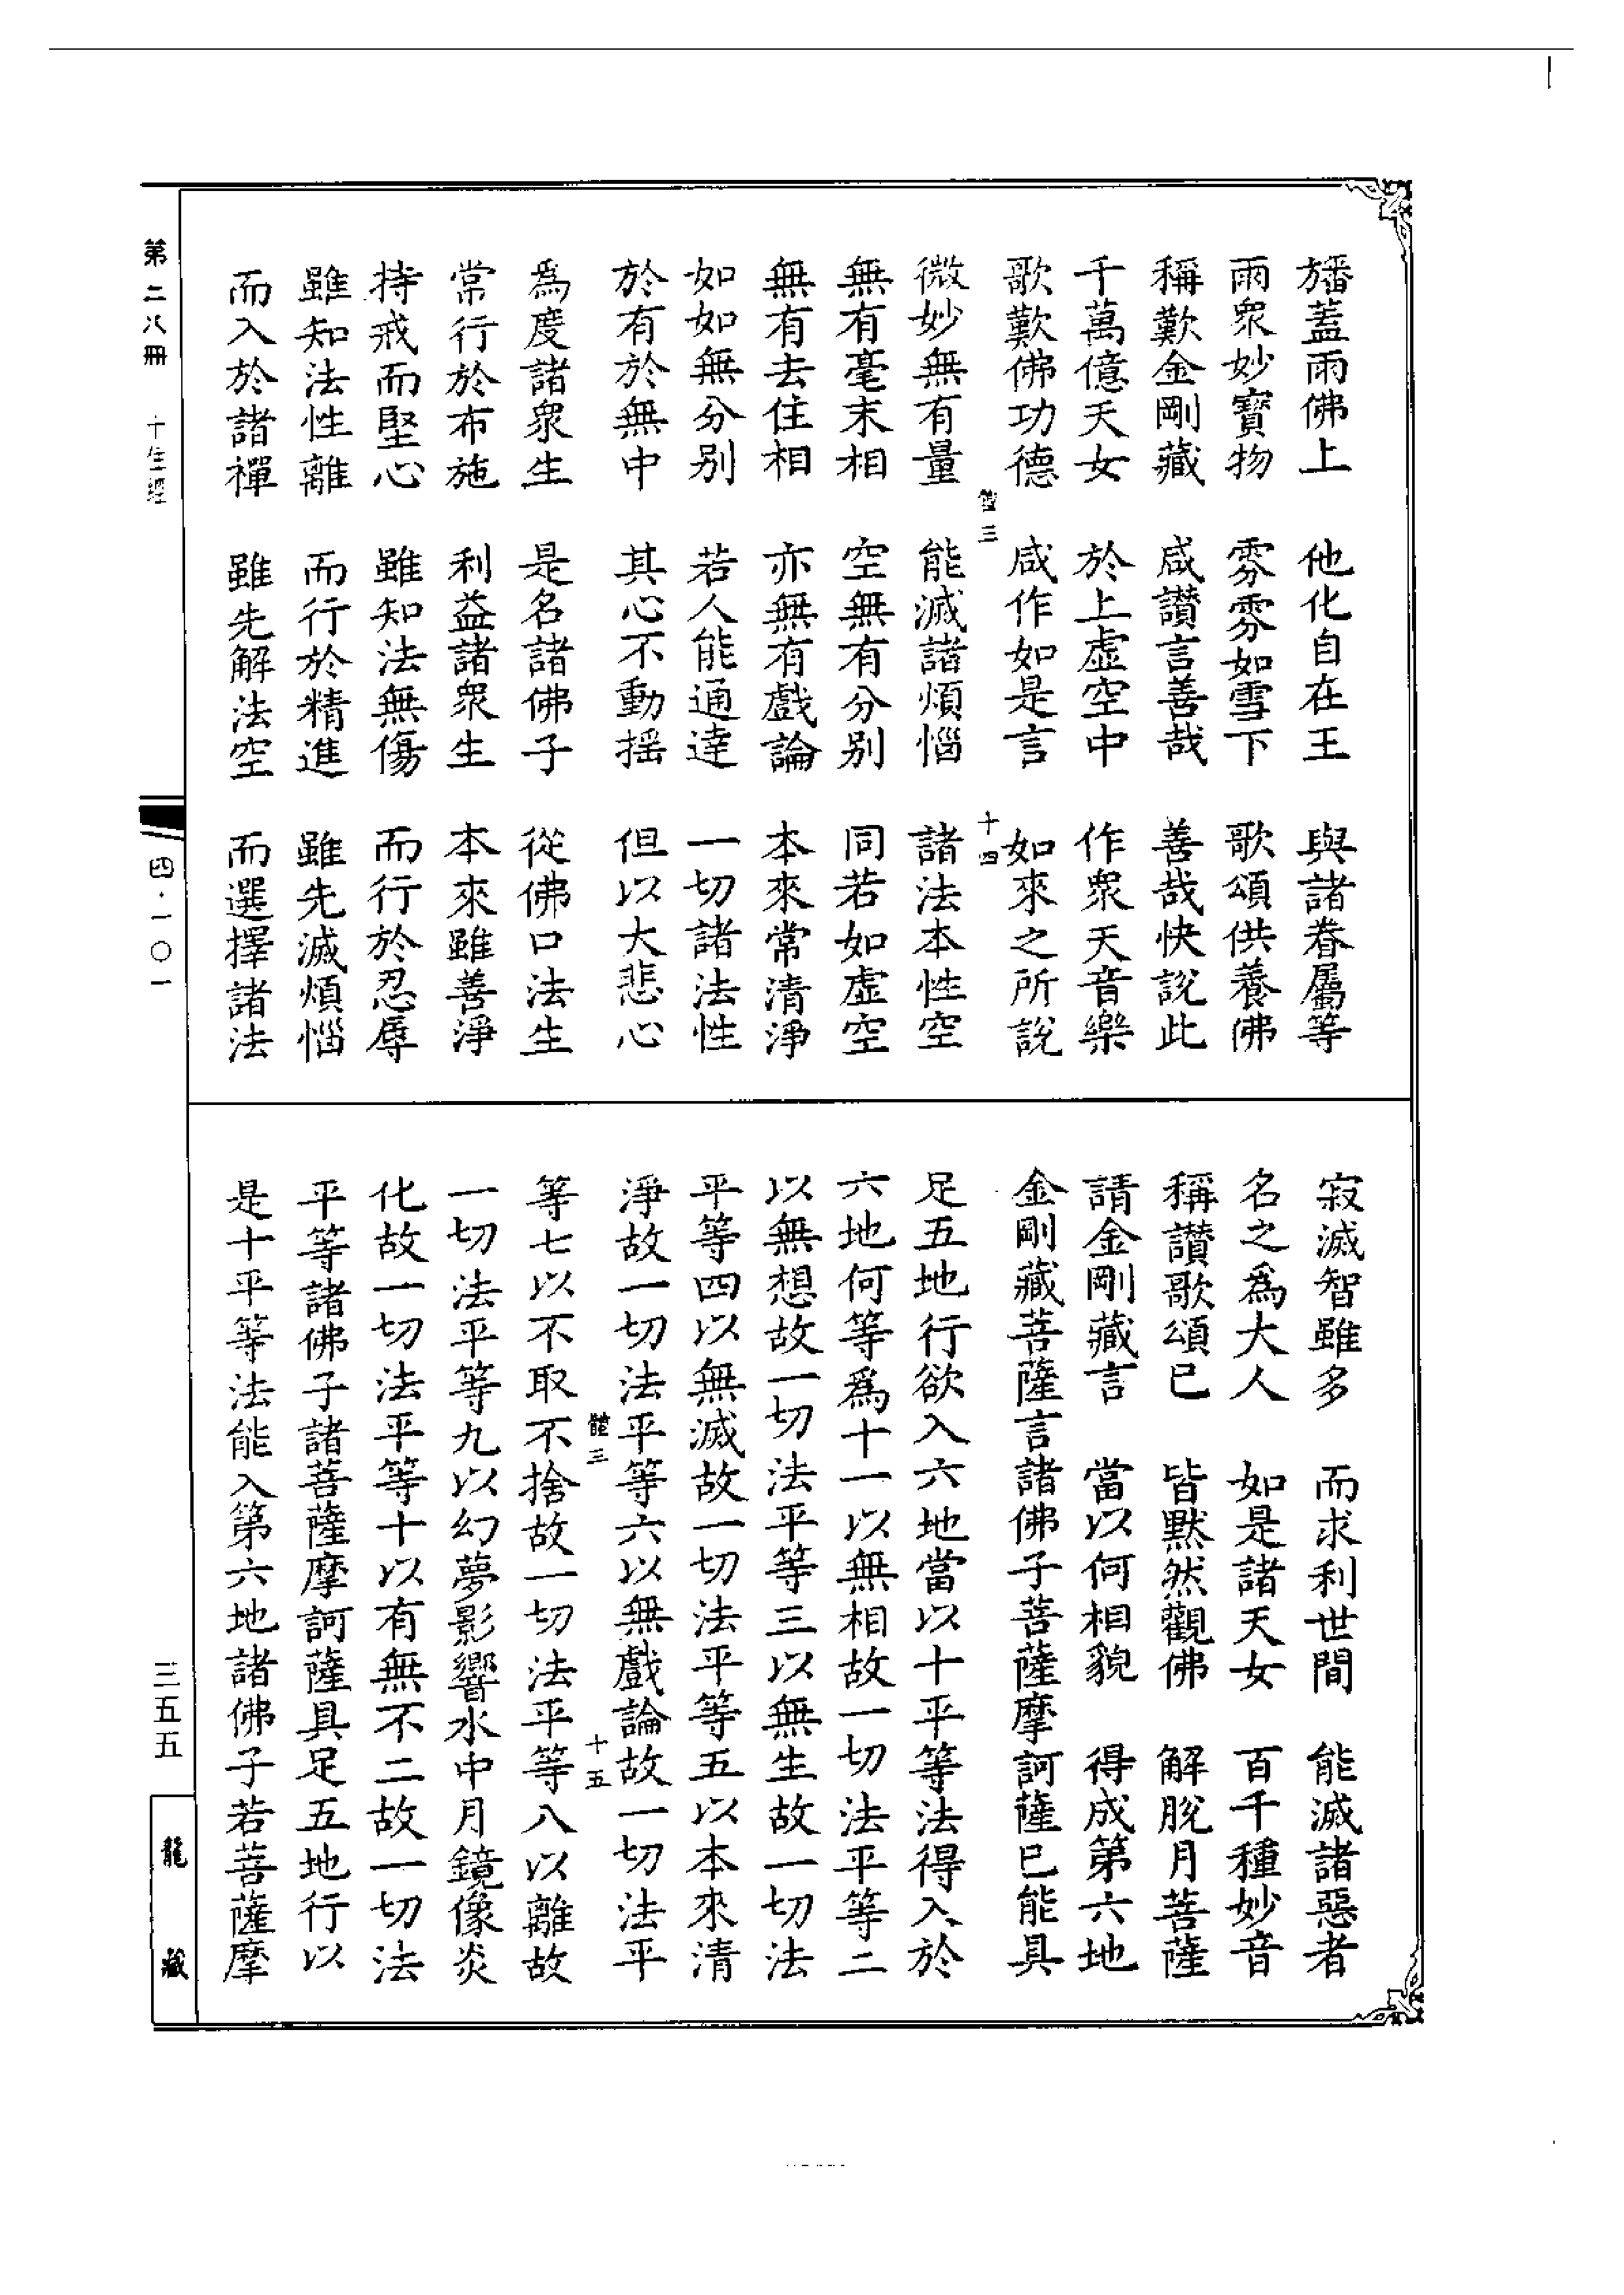 旛蓋雨佛上　他化自在王　與諸眷屬等
雨眾妙寶物　雰雰如雪下　歌頌供養佛
稱歎金剛藏　咸讚言善哉　善哉快說此
千萬億天女　於上虛空中　作眾天音樂
歌歎佛功德　咸作如是言　如來之所說
體三　十四
微妙無有量　能滅諸煩惱　諸法本性空
無有毫末相　空無有分別　同若如虛空
無有去住相　亦無有戲論　本來常清淨
如如無分別　若人能通達　一切諸法性
於有於無中　其心不動搖　但以大悲心
為度諸眾生　是名諸佛子　從佛口法生
常行於布施　利益諸眾生　本來雖善淨
持戒而堅心　雖知法無傷　而行於忍辱
雖知法性離　而行於精進　雖先滅煩惱
而入於諸禪　雖先解法空　而選擇諸法
寂滅智雖多　而求利世間　能滅諸惡者
名之為大人　如是諸天女　百千種妙音
稱讚歌頌已　皆默然觀佛　解脫月菩薩
請金剛藏言　當以何相貌　得成第六地
金剛藏菩薩言諸佛子菩薩摩訶薩已能具
足五地行欲入六地當以十平等法得入於
六地何等為十一以無相故一切法平等二
以無想故一切法平等三以無生故一切法
平等四以無滅故一切法平等五以本來清
淨故一切法平等六以無戲論故一切法平
體三　十五
等七以不取不捨故一切法平等八以離故
一切法平等九以幻夢影響水中月鏡像炎
化故一切法平等十以有無不二故一切法
平等諸佛子諸菩薩摩訶薩具足五地行以
是十平等法能入第六地諸佛子若菩薩摩
第二八冊　十住經
四・一〇一
三五五
龍藏